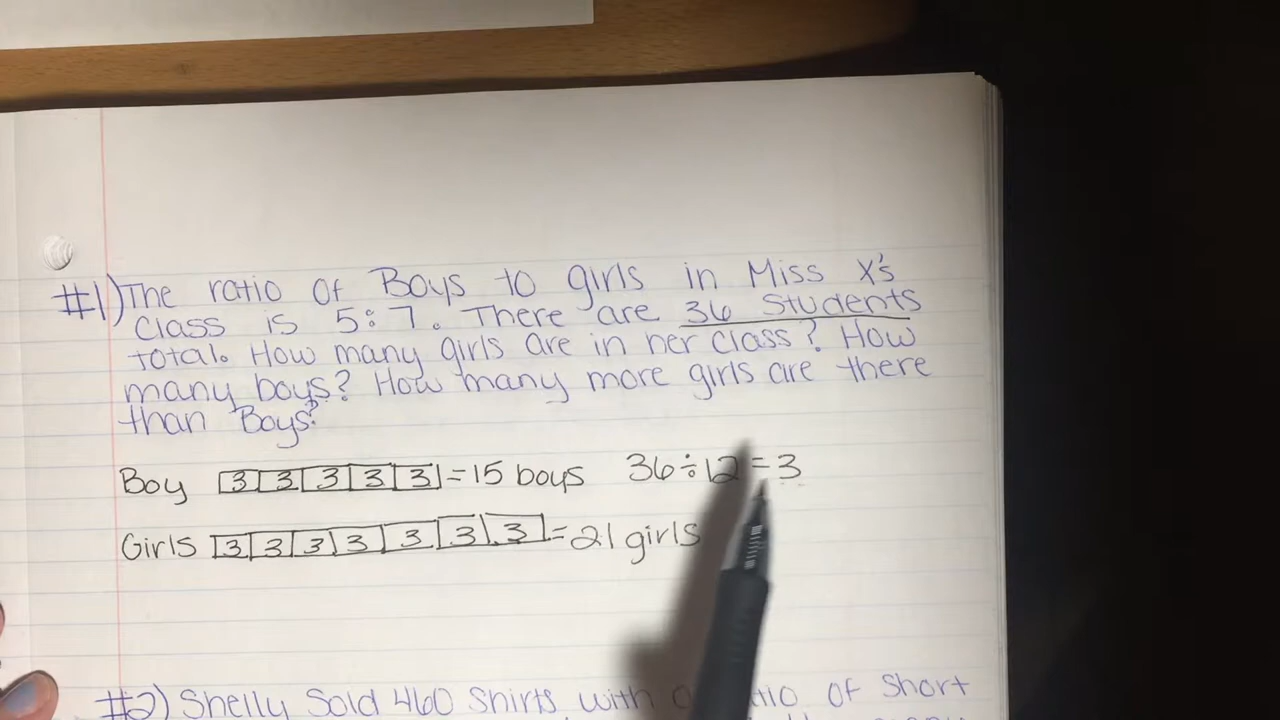 #1) The ratio of Boys to girls in Miss X's
class is 5:7. There are 36 Students
total. How many girls are in her class? How
many boys? How many more girls are there
than Boys?
Boy 3 3 3 3 3 = 15 boys 36 ÷ 12 = 3
Girls 3 3 3 3 3 3 3 = 21 girls
#2) Shelly Sold 460 Shirts with of Short